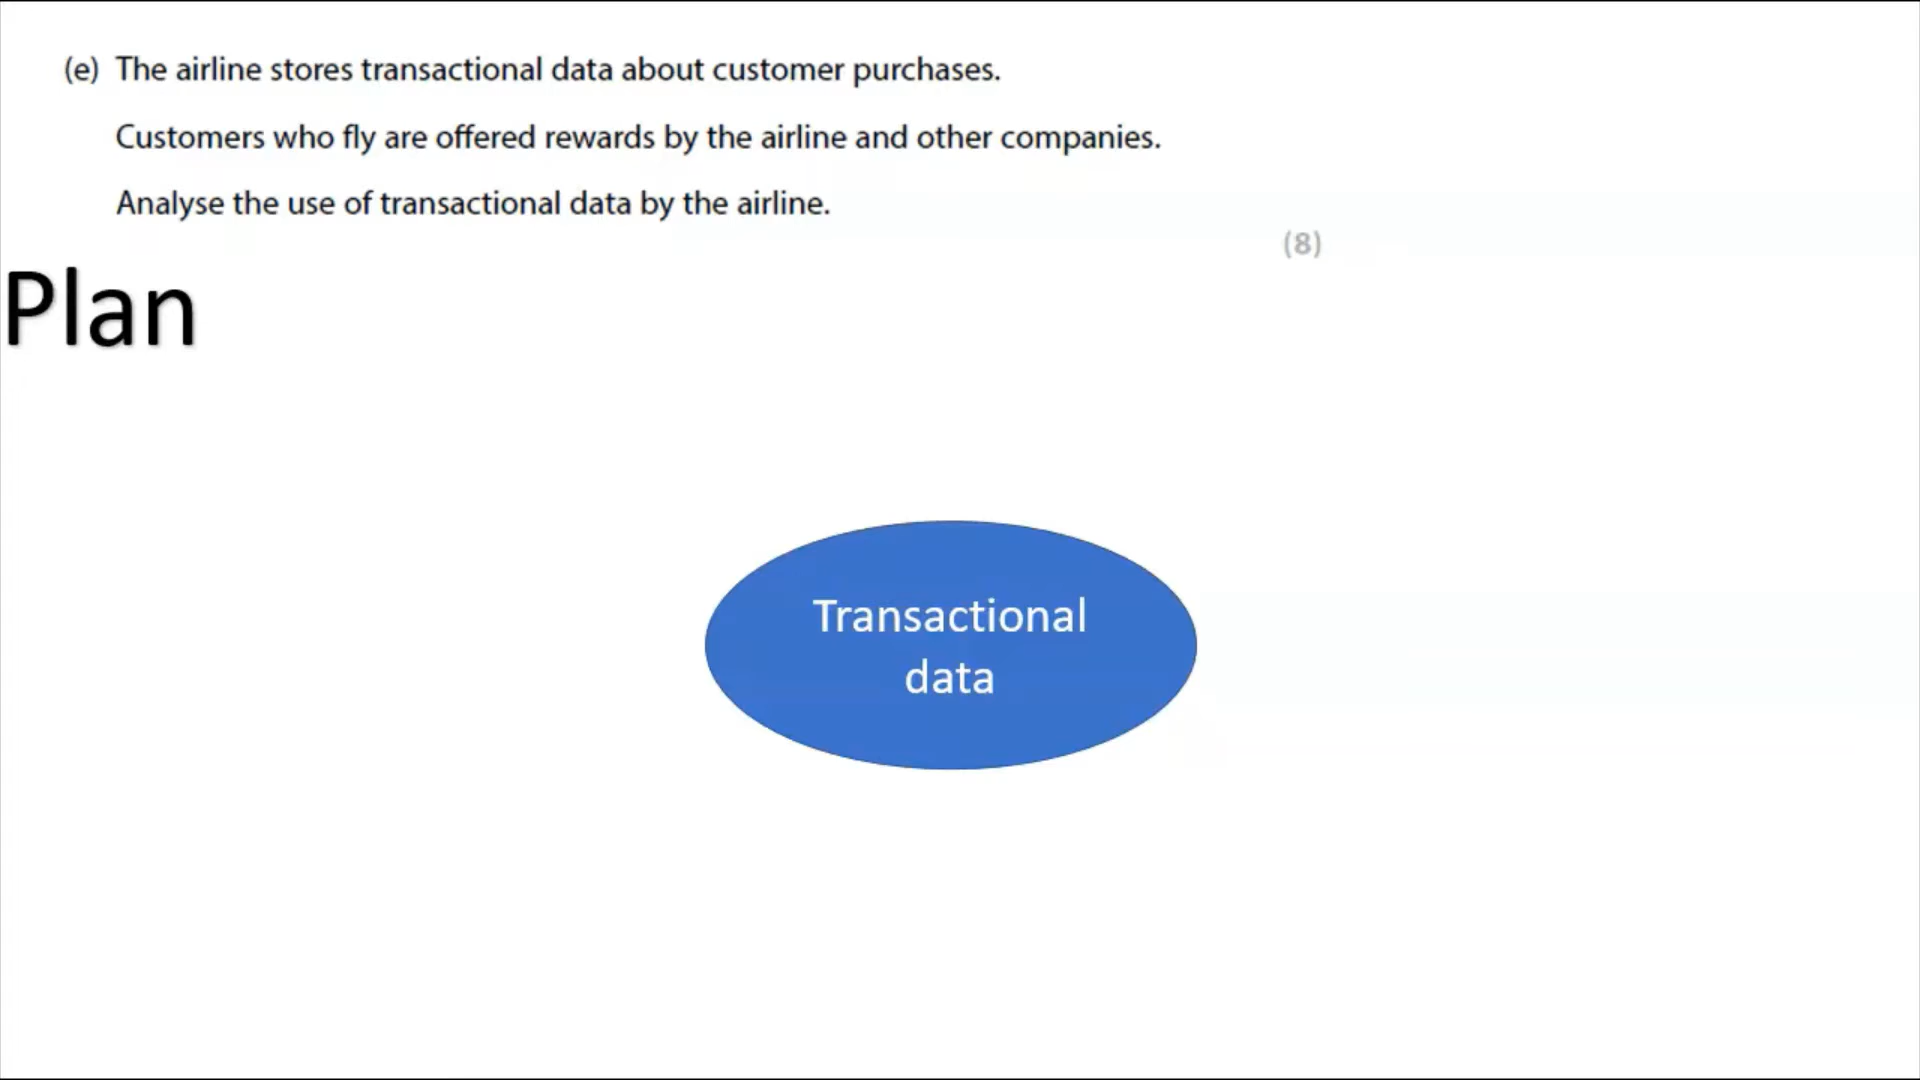 (e) The airline stores transactional data about customer purchases.
Customers who fly are offered rewards by the airline and other companies.
Analyse the use of transactional data by the airline.
(8)
Plan
Transactional
data